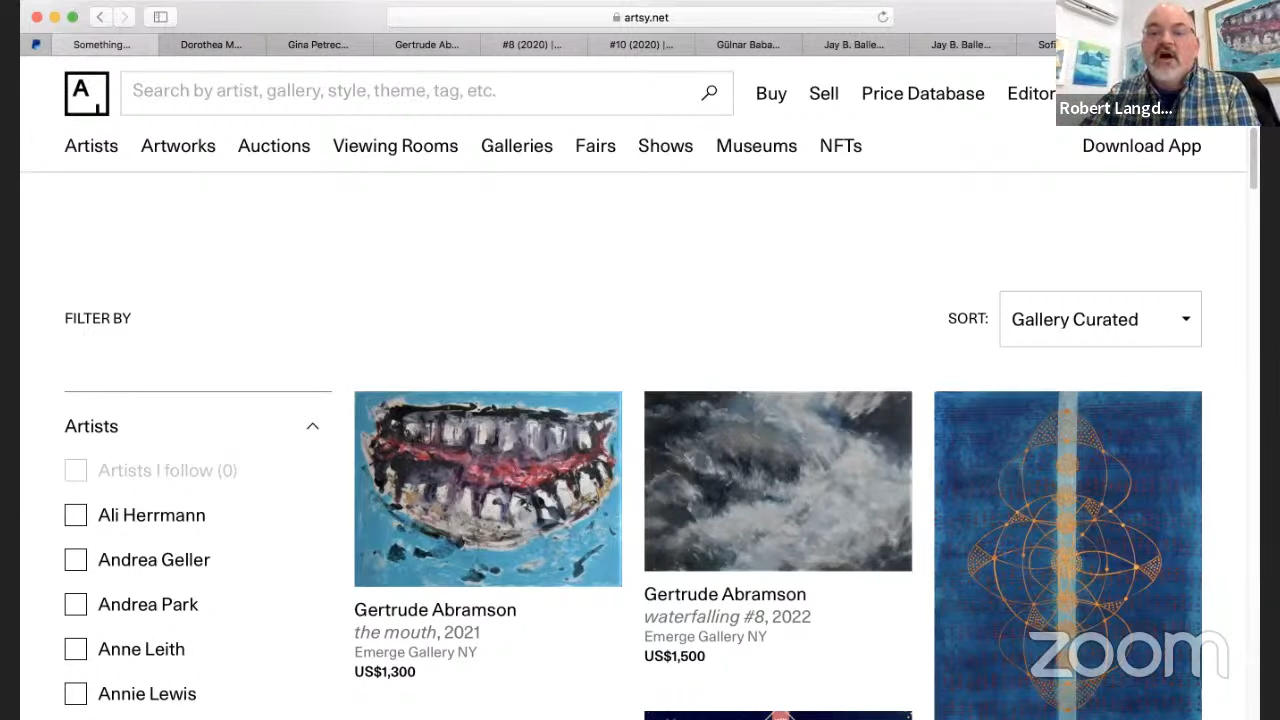 artsy.net
Something...
Dorothea M...
Gina Petrec...
Gertrude Ab...
#8 (2020) |...
#10 (2020) |...
Gülnar Baba...
Jay B. Balle...
Jay B. Balle...
Sofi
A
Search by artist, gallery, style, theme, tag, etc.
Buy
Sell
Price Database
Editor
Robert Langd...
Artists
Artworks
Auctions
Viewing Rooms
Galleries
Fairs
Shows
Museums
NFTs
Download App
FILTER BY
SORT:
Gallery Curated
Artists
Artists I follow (0)
Ali Herrmann
Andrea Geller
Andrea Park
Anne Leith
Annie Lewis
Gertrude Abramson
the mouth, 2021
Emerge Gallery NY
US$1,300
Gertrude Abramson
waterfalling #8, 2022
Emerge Gallery NY
US$1,500
zoom